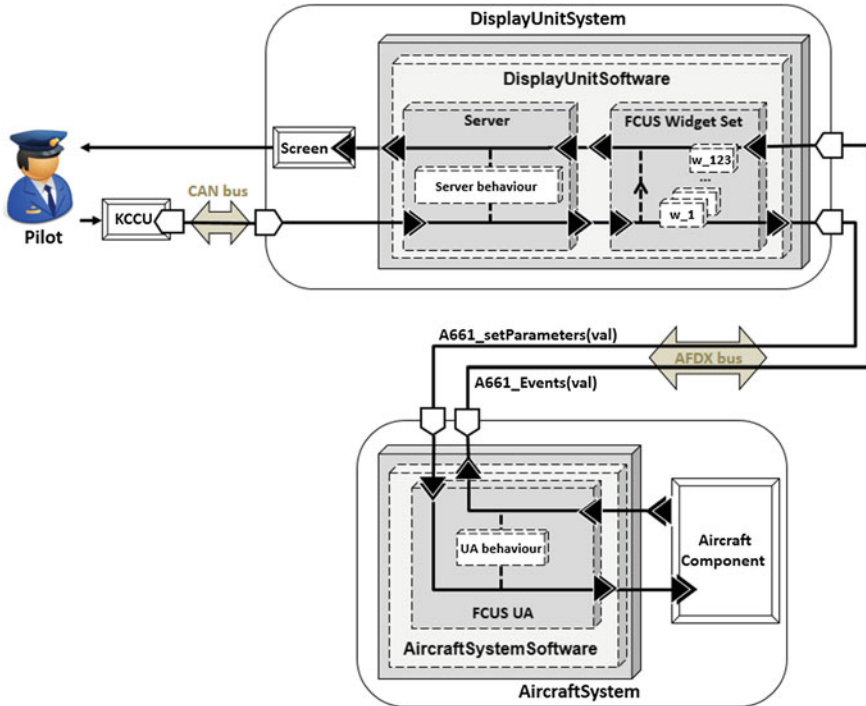 DisplayUnitSystem
DisplayUnitSoftware
Server
FCUS Widget Set
Screen
w_123
...
Server behaviour
w_1
CAN bus
KCCU
Pilot
A661_setParameters(val)
AFDX bus
A661_Events(val)
UA behaviour
Aircraft
Component
FCUS UA
AircraftSystemSoftware
AircraftSystem